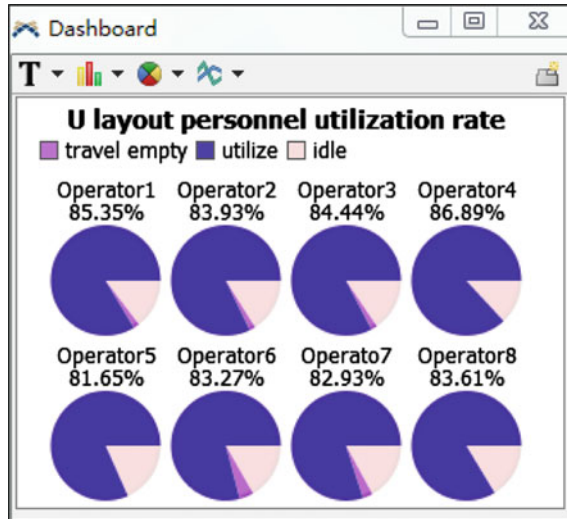 Dashboard
T
U layout personnel utilization rate
travel empty utilize idle
Operator1 Operator2 Operator3 Operator4
85.35% 83.93% 84.44% 86.89%
Operator5 Operator6 Operato7 Operator8
81.65% 83.27% 82.93% 83.61%